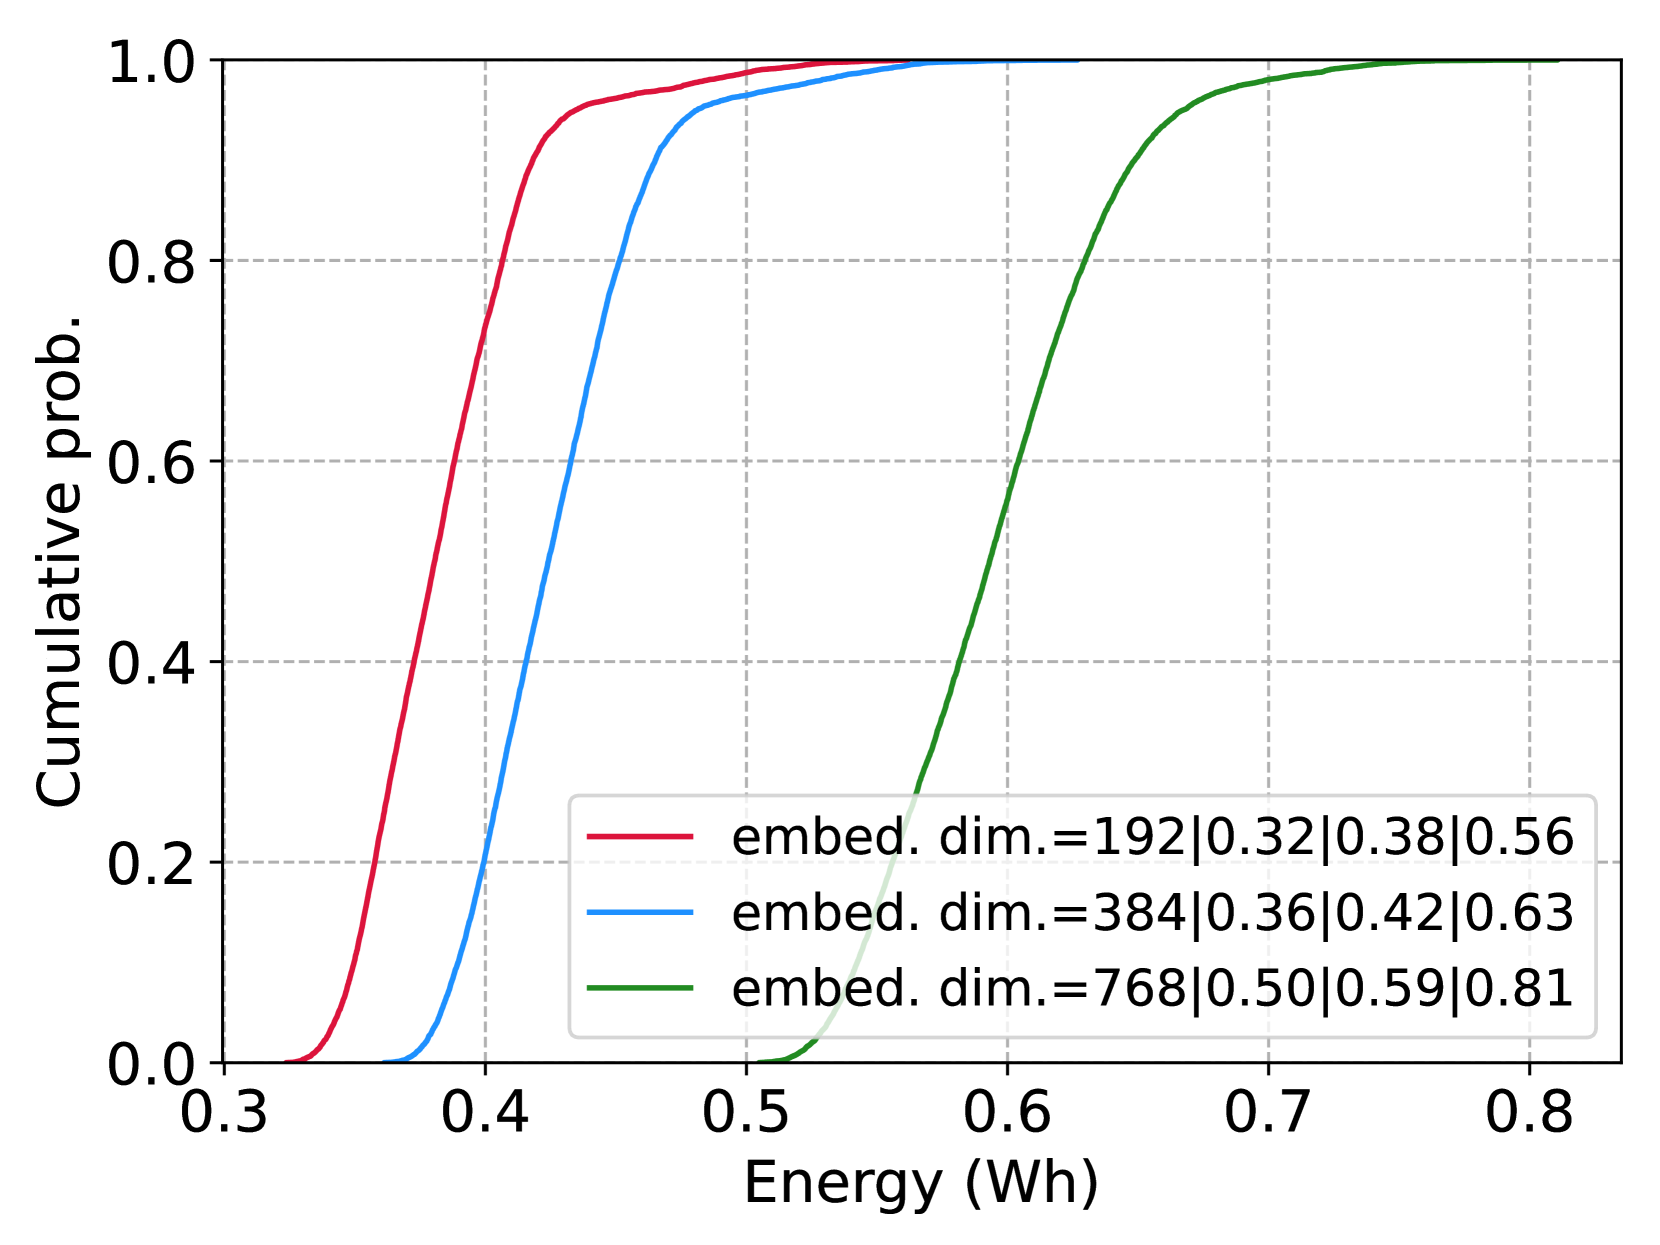 1.0
0.8
0.6
0.4
0.2
0.0
Cumulative prob.
embed. dim.=192|0.32|0.38|0.56
embed. dim.=384|0.36|0.42|0.63
embed. dim.=768|0.50|0.59|0.81
0.3 0.4 0.5 0.6 0.7 0.8
Energy (Wh)